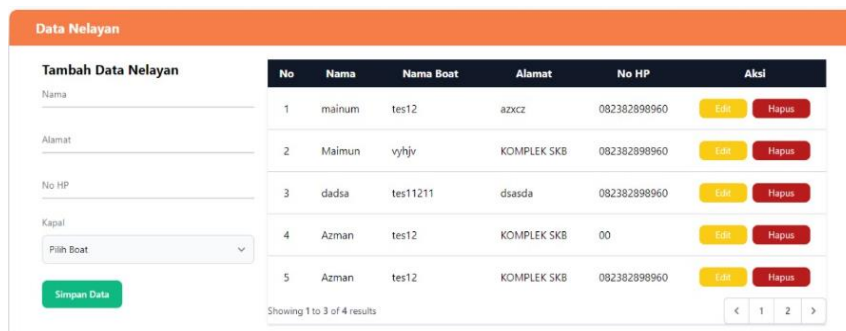 Data Nelayan
Tambah Data Nelayan
Nama
Alamat
No HP
Kapal
Pilih Boat
Simpan Data
No Nama Nama Boat Alamat No HP Aksi
1 mainum tes12 azxcz 082382898960 Edit Hapus
2 Maimun vyhjv KOMPLEK SKB 082382898960 Edit Hapus
3 dadsa tes11211 dsasda 082382898960 Edit Hapus
4 Azman tes12 KOMPLEK SKB 00 Edit Hapus
5 Azman tes12 KOMPLEK SKB 082382898960 Edit Hapus
Showing 1 to 3 of 4 results < 1 2 >